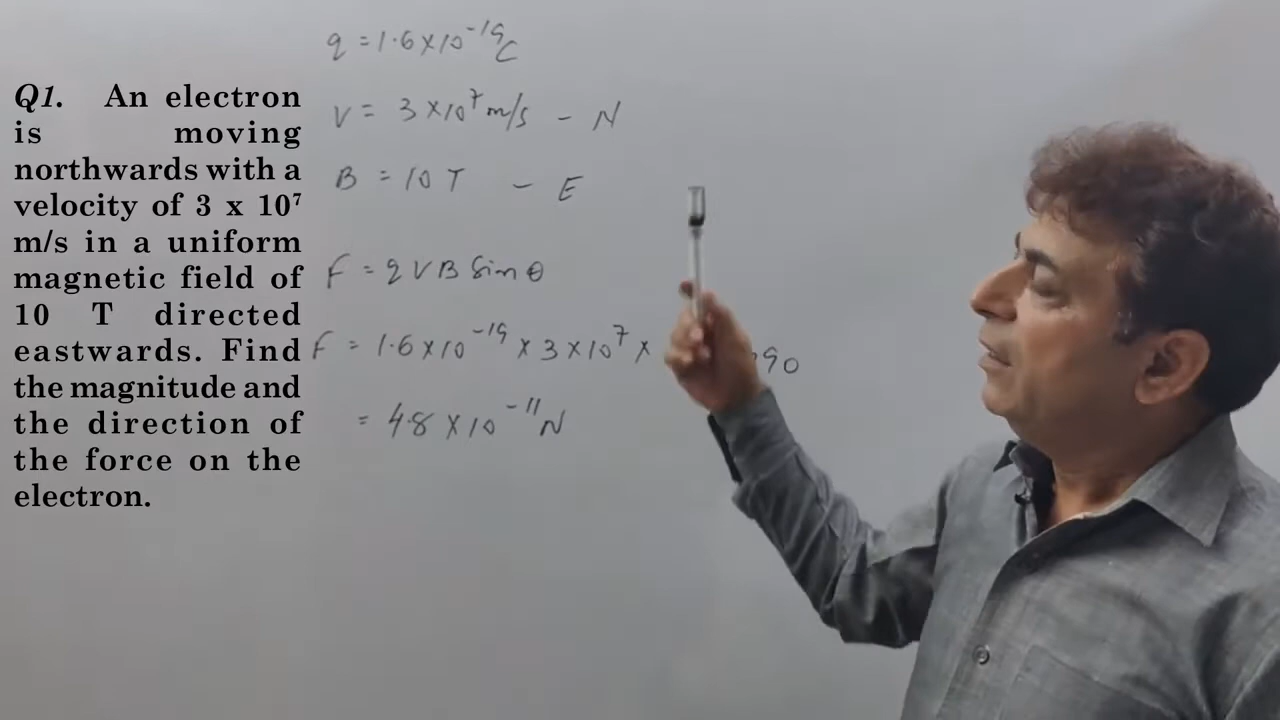 Q1. An electron
is moving
northwards with a
velocity of 3 x 10⁷
m/s in a uniform
magnetic field of
10 T directed
eastwards. Find
the magnitude and
the direction of
the force on the
electron.
q = 1.6 × 10⁻¹⁹ C
V = 3 × 10⁷ m/s - N
B = 10 T - E
F = q V B Sin θ
F = 1.6 × 10⁻¹⁹ × 3 × 10⁷ × 90
= 4.8 × 10⁻¹¹ N